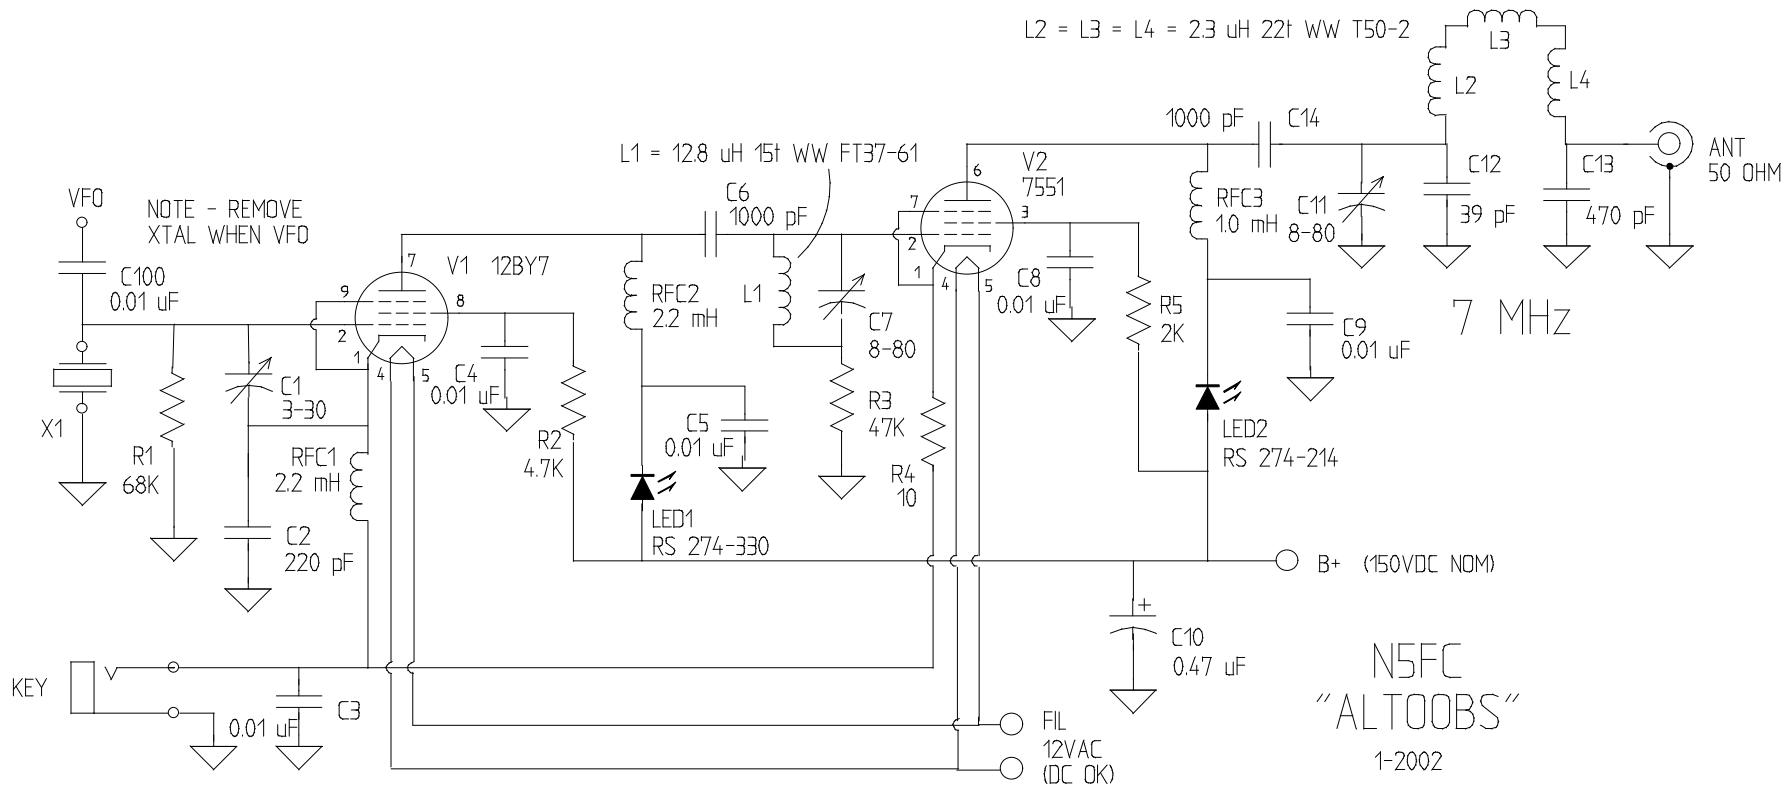 L2 = L3 = L4 = 2.3 uH 22t WW T50-2
L3
L2
L4
1000 pF
C14
L1 = 12.8 uH 15t WW FT37-61
V2
7551
6
7
3
2
1
4
5
C12
39 pF
C13
470 pF
ANT
50 OHM
VFO
NOTE - REMOVE
XTAL WHEN VFO
C6
1000 pF
RFC3
1.0 mH
C11
8-80
C100
0.01 uF
7
V1 12BY7
9
8
2
1
4
5
RFC2
2.2 mH
L1
C7
8-80
C8
0.01 uF
R5
2K
7 MHz
C9
0.01 uF
X1
R1
68K
C1
3-30
RFC1
2.2 mH
C4
0.01 uF
R2
4.7K
C5
0.01 uF
R3
47K
R4
10
LED2
RS 274-214
C2
220 pF
LED1
RS 274-330
B+ (150VDC NOM)
+
C10
0.47 uF
KEY
0.01 uF
C3
FIL
12VAC
(DC OK)
N5FC
"ALTOOBS"
1-2002